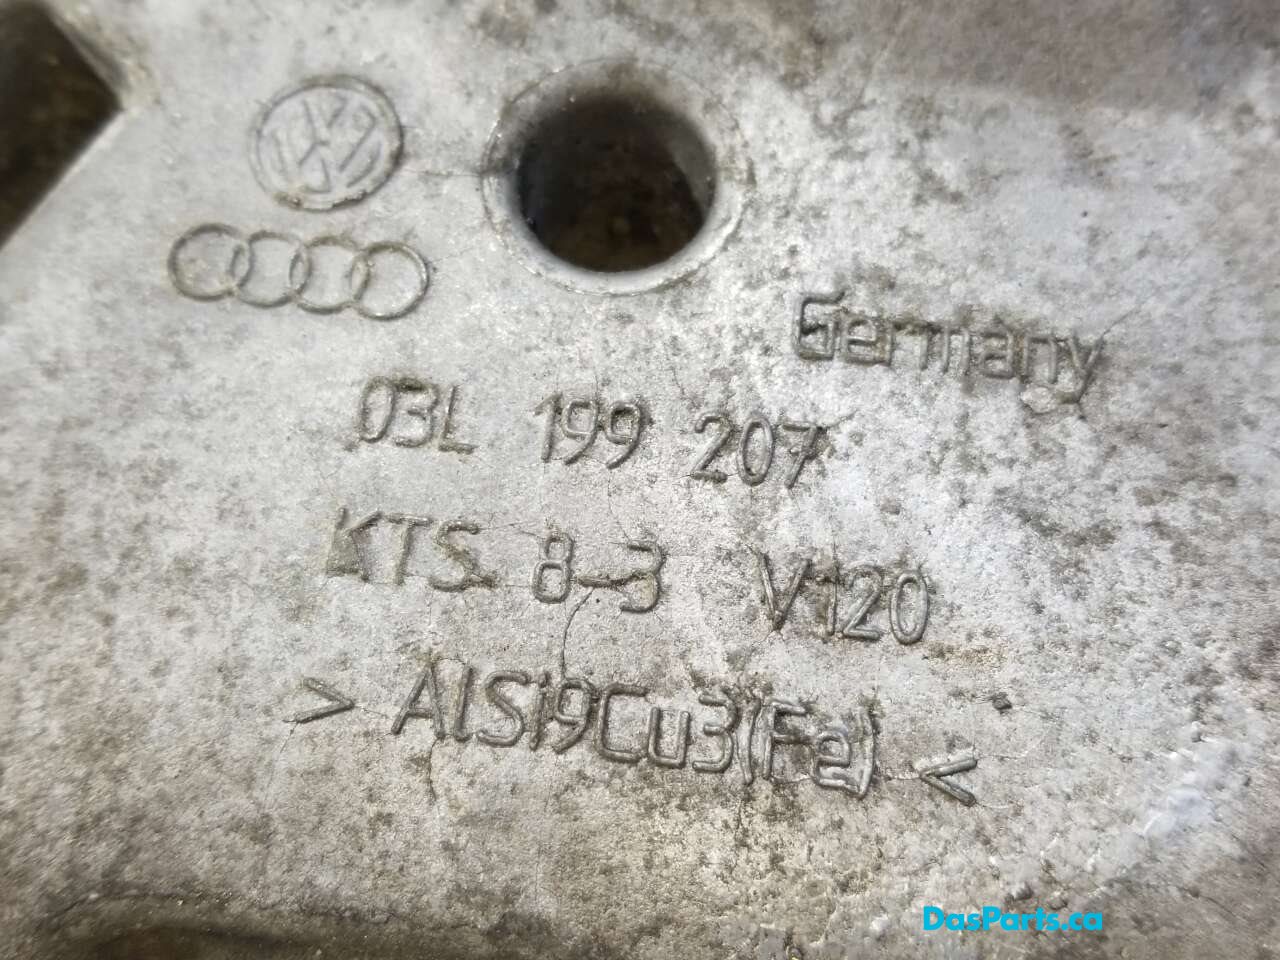 Germany
03L 199 207
KTS 8-3 V120
> AlSi9Cu3(Fe) <
DasParts.ca